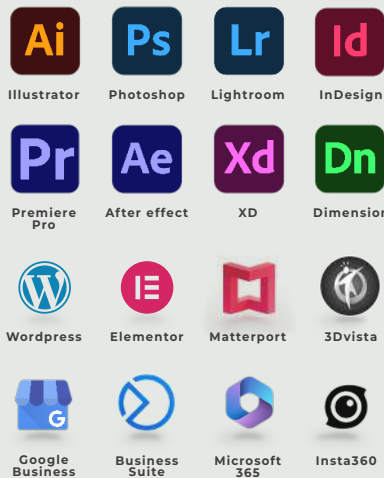 Ai Ps Lr Id
Illustrator Photoshop Lightroom InDesign
Pr Ae Xd Dn
Premiere Pro After effect XD Dimension
Wordpress Elementor Matterport 3Dvista
G
Google Business Business Suite Microsoft 365 Insta360